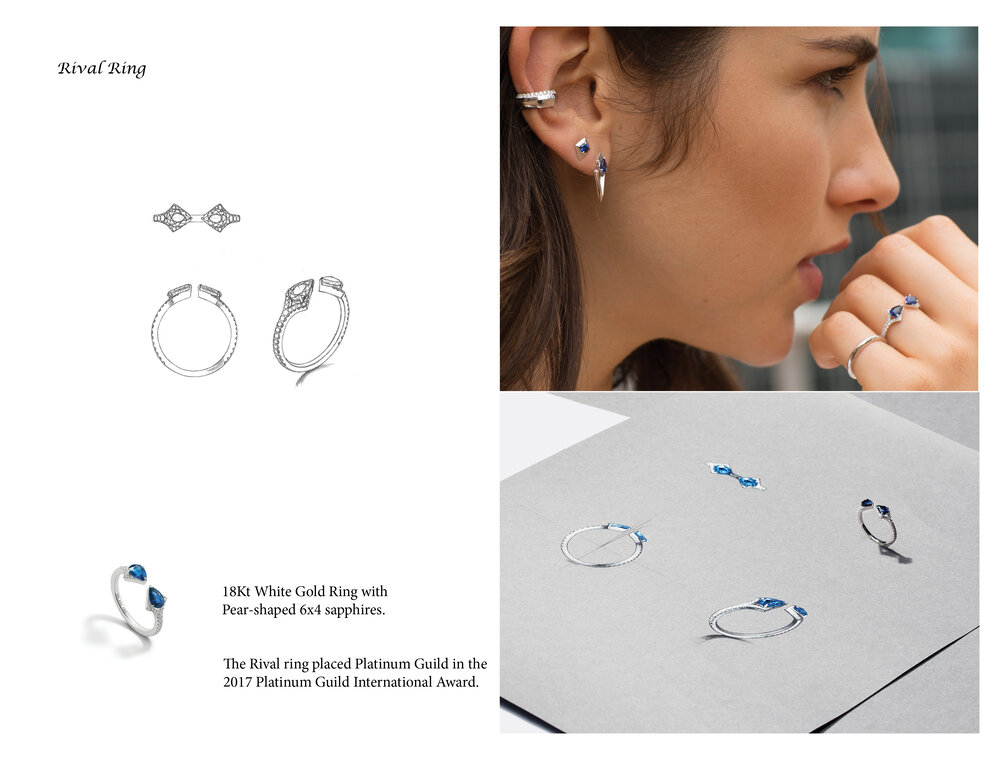 Rival Ring
18Kt White Gold Ring with
Pear-shaped 6x4 sapphires.
The Rival ring placed Platinum Guild in the
2017 Platinum Guild International Award.